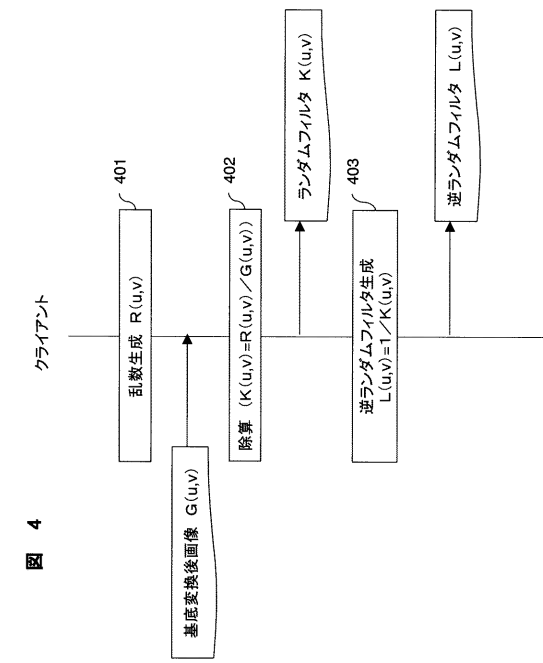 図 4
クライアント
乱数生成 R(u,v)
401
基底変換後画像 G(u,v)
除算 (K(u,v)=R(u,v)/G(u,v))
402
ランダムフィルタ K(u,v)
逆ランダムフィルタ生成
L(u,v)=1/K(u,v)
403
逆ランダムフィルタ L(u,v)